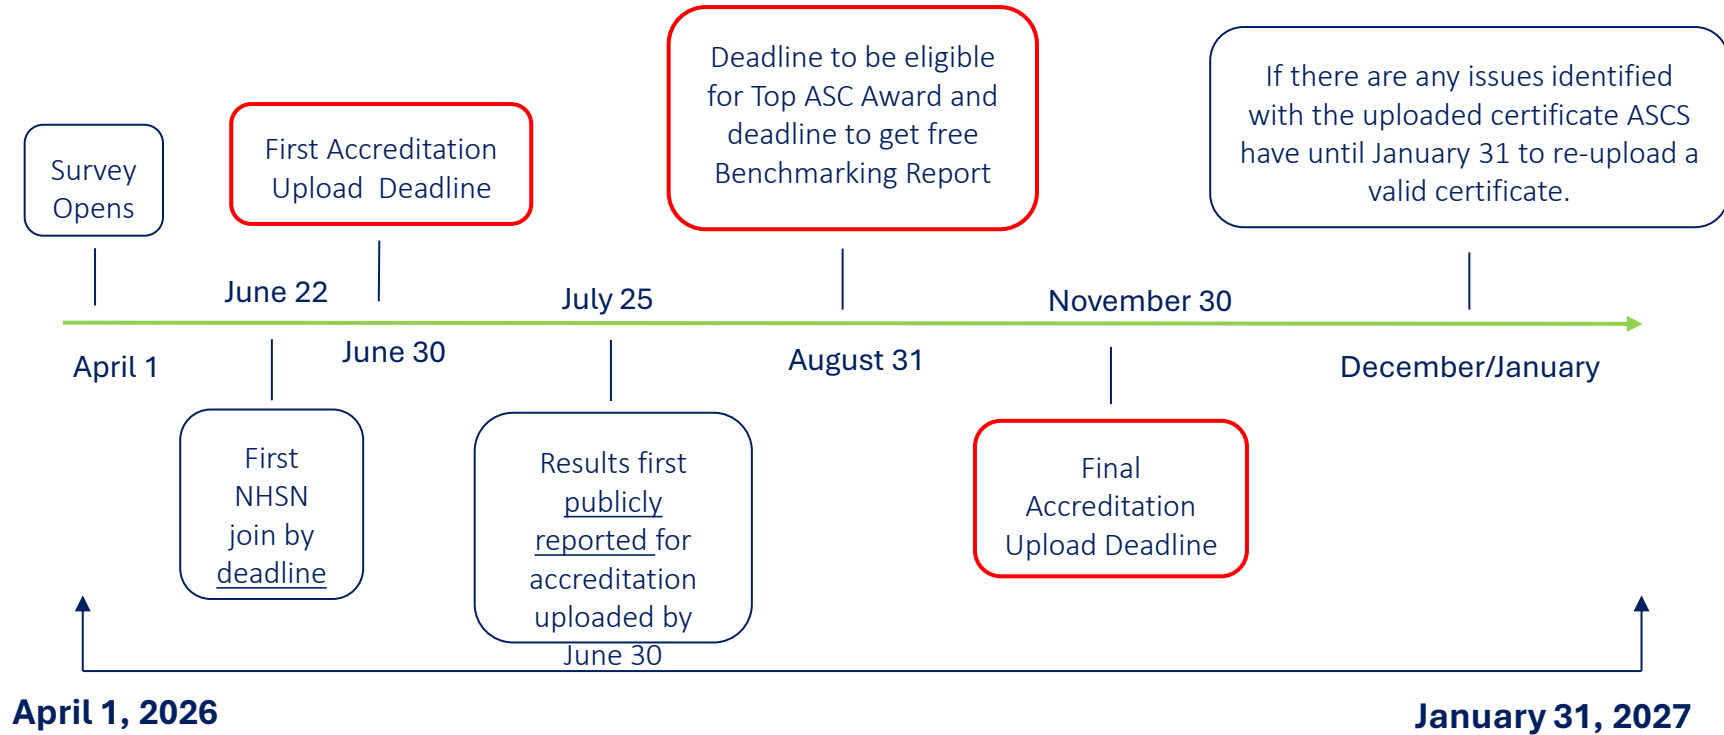 Survey
Opens
First Accreditation
Upload Deadline
Deadline to be eligible
for Top ASC Award and
deadline to get free
Benchmarking Report
If there are any issues identified
with the uploaded certificate ASCS
have until January 31 to re-upload a
valid certificate.
June 22
July 25
November 30
April 1
June 30
August 31
December/January
First
NHSN
join by
deadline
Results first
publicly
reported for
accreditation
uploaded by
June 30
Final
Accreditation
Upload Deadline
April 1, 2026
January 31, 2027